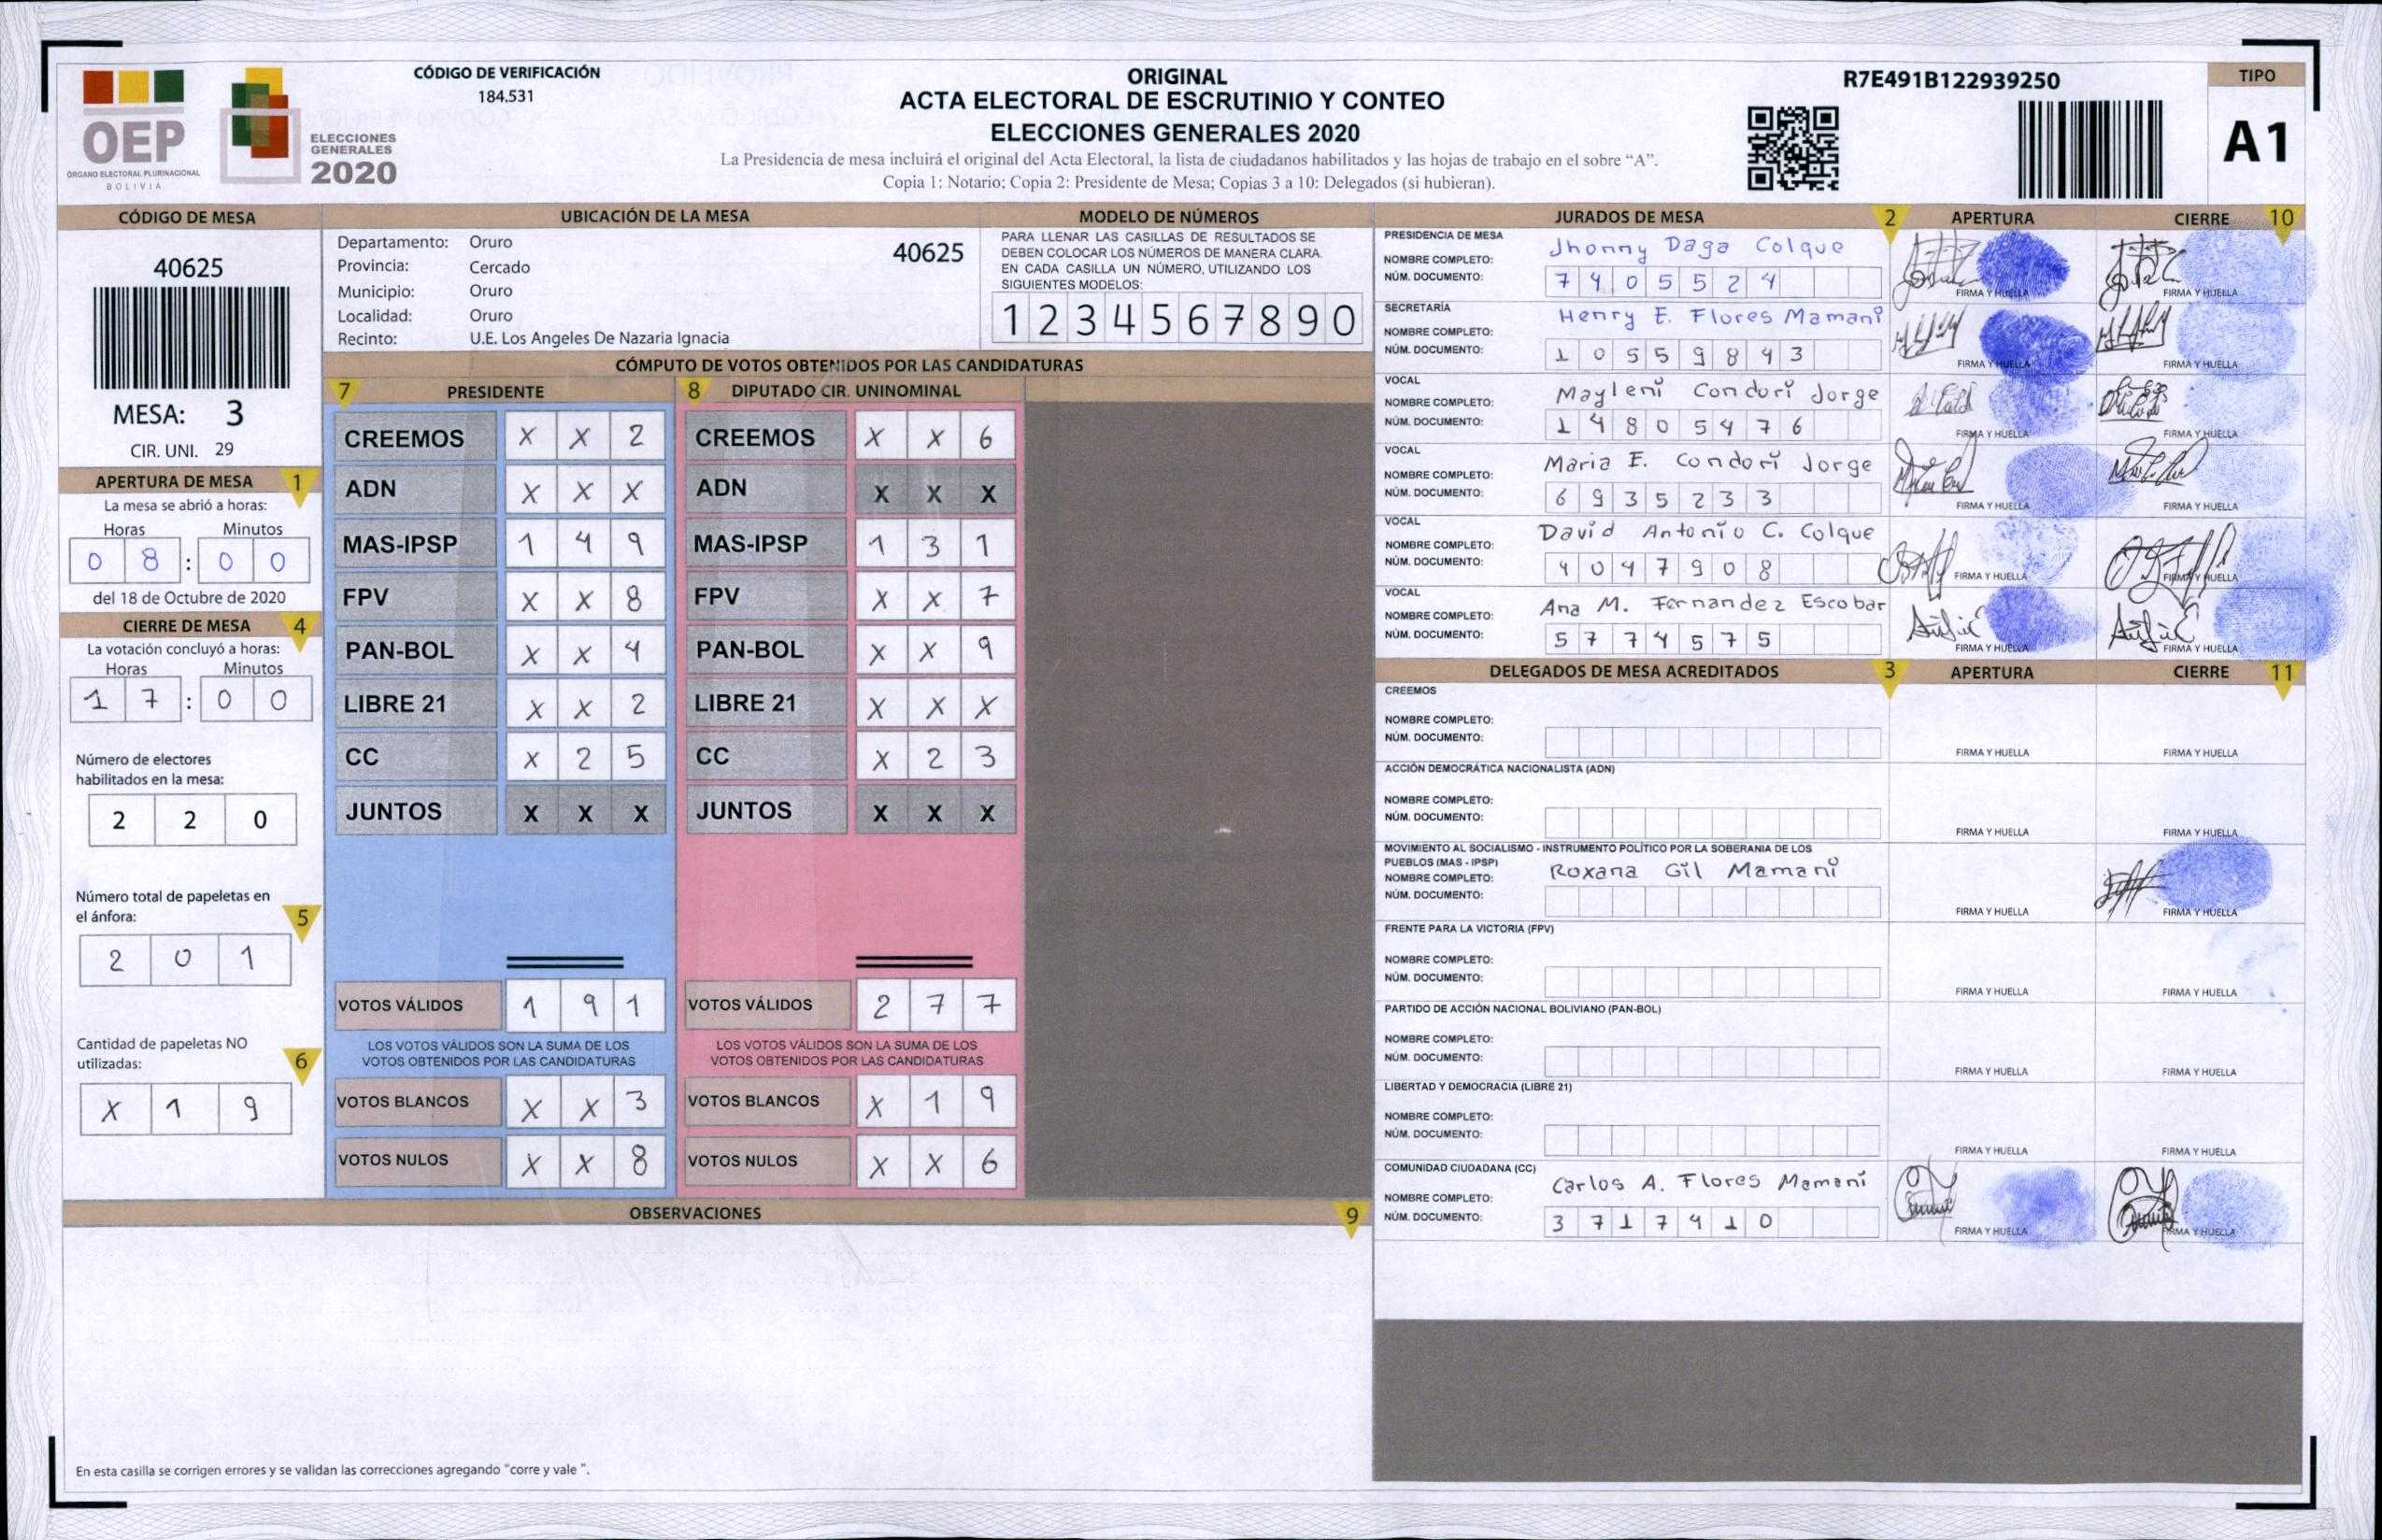 OEP
ÓRGANO ELECTORAL PLURINACIONAL
BOLIVIA
ELECCIONES
GENERALES
2020
CÓDIGO DE VERIFICACIÓN
184.531
ORIGINAL
ACTA ELECTORAL DE ESCRUTINIO Y CONTEO
ELECCIONES GENERALES 2020
La Presidencia de mesa incluirá el original del Acta Electoral, la lista de ciudadanos habilitados y las hojas de trabajo en el sobre “A”.
Copia 1: Notario; Copia 2: Presidente de Mesa; Copias 3 a 10: Delegados (si hubieran).
R7E491B122939250
TIPO
A1
CÓDIGO DE MESA
40625
MESA: 3
CIR. UNI. 29
APERTURA DE MESA 1
La mesa se abrió a horas:
Horas Minutos
0 8 : 0 0
del 18 de Octubre de 2020
CIERRE DE MESA 4
La votación concluyó a horas:
Horas Minutos
1 7 : 0 0
Número de electores
habilitados en la mesa:
2 2 0
Número total de papeletas en
el ánfora: 5
2 0 1
Cantidad de papeletas NO
utilizadas: 6
X 1 9
UBICACIÓN DE LA MESA
Departamento: Oruro 40625
Provincia: Cercado
Municipio: Oruro
Localidad: Oruro
Recinto: U.E. Los Angeles De Nazaria Ignacia
MODELO DE NÚMEROS
PARA LLENAR LAS CASILLAS DE RESULTADOS SE
DEBEN COLOCAR LOS NÚMEROS DE MANERA CLARA.
EN CADA CASILLA UN NÚMERO, UTILIZANDO LOS
SIGUIENTES MODELOS:
1 2 3 4 5 6 7 8 9 0
CÓMPUTO DE VOTOS OBTENIDOS POR LAS CANDIDATURAS
7 PRESIDENTE 8 DIPUTADO CIR. UNINOMINAL
CREEMOS X X 2 CREEMOS X X 6
ADN X X X ADN X X X
MAS-IPSP 1 4 9 MAS-IPSP 1 3 1
FPV X X 8 FPV X X 7
PAN-BOL X X 4 PAN-BOL X X 9
LIBRE 21 X X 2 LIBRE 21 X X X
CC X 2 5 CC X 2 3
JUNTOS X X X JUNTOS X X X
VOTOS VÁLIDOS 1 9 1 VOTOS VÁLIDOS 2 7 7
LOS VOTOS VÁLIDOS SON LA SUMA DE LOS LOS VOTOS VÁLIDOS SON LA SUMA DE LOS
VOTOS OBTENIDOS POR LAS CANDIDATURAS VOTOS OBTENIDOS POR LAS CANDIDATURAS
VOTOS BLANCOS X X 3 VOTOS BLANCOS X 1 9
VOTOS NULOS X X 8 VOTOS NULOS X X 6
OBSERVACIONES 9
En esta casilla se corrigen errores y se validan las correcciones agregando "corre y vale ".
JURADOS DE MESA 2 APERTURA CIERRE 10
PRESIDENCIA DE MESA
NOMBRE COMPLETO: Jhonny Daga Colque
NÚM. DOCUMENTO: 7 4 0 5 5 2 4
FIRMA Y HUELLA FIRMA Y HUELLA
SECRETARÍA
NOMBRE COMPLETO: Henry E. Flores Mamani
NÚM. DOCUMENTO: 1 0 5 5 9 8 4 3
FIRMA Y HUELLA FIRMA Y HUELLA
VOCAL
NOMBRE COMPLETO: Mayleni Condori Jorge
NÚM. DOCUMENTO: 1 4 8 0 5 4 7 6
FIRMA Y HUELLA FIRMA Y HUELLA
VOCAL
NOMBRE COMPLETO: Maria E. Condori Jorge
NÚM. DOCUMENTO: 6 9 3 5 2 3 3
FIRMA Y HUELLA FIRMA Y HUELLA
VOCAL
NOMBRE COMPLETO: David Antonio C. Colque
NÚM. DOCUMENTO: 4 0 4 7 9 0 8
FIRMA Y HUELLA FIRMA Y HUELLA
VOCAL
NOMBRE COMPLETO: Ana M. Fernandez Escobar
NÚM. DOCUMENTO: 5 7 7 4 5 7 5
FIRMA Y HUELLA FIRMA Y HUELLA
DELEGADOS DE MESA ACREDITADOS 3 APERTURA CIERRE 11
CREEMOS
NOMBRE COMPLETO:
NÚM. DOCUMENTO:
FIRMA Y HUELLA FIRMA Y HUELLA
ACCIÓN DEMOCRÁTICA NACIONALISTA (ADN)
NOMBRE COMPLETO:
NÚM. DOCUMENTO:
FIRMA Y HUELLA FIRMA Y HUELLA
MOVIMIENTO AL SOCIALISMO - INSTRUMENTO POLÍTICO POR LA SOBERANIA DE LOS
PUEBLOS (MAS - IPSP)
NOMBRE COMPLETO: Roxana Gil Mamani
NÚM. DOCUMENTO:
FIRMA Y HUELLA FIRMA Y HUELLA
FRENTE PARA LA VICTORIA (FPV)
NOMBRE COMPLETO:
NÚM. DOCUMENTO:
FIRMA Y HUELLA FIRMA Y HUELLA
PARTIDO DE ACCIÓN NACIONAL BOLIVIANO (PAN-BOL)
NOMBRE COMPLETO:
NÚM. DOCUMENTO:
FIRMA Y HUELLA FIRMA Y HUELLA
LIBERTAD Y DEMOCRACIA (LIBRE 21)
NOMBRE COMPLETO:
NÚM. DOCUMENTO:
FIRMA Y HUELLA FIRMA Y HUELLA
COMUNIDAD CIUDADANA (CC)
NOMBRE COMPLETO: Carlos A. Flores Mamani
NÚM. DOCUMENTO: 3 7 1 7 4 1 0
FIRMA Y HUELLA FIRMA Y HUELLA